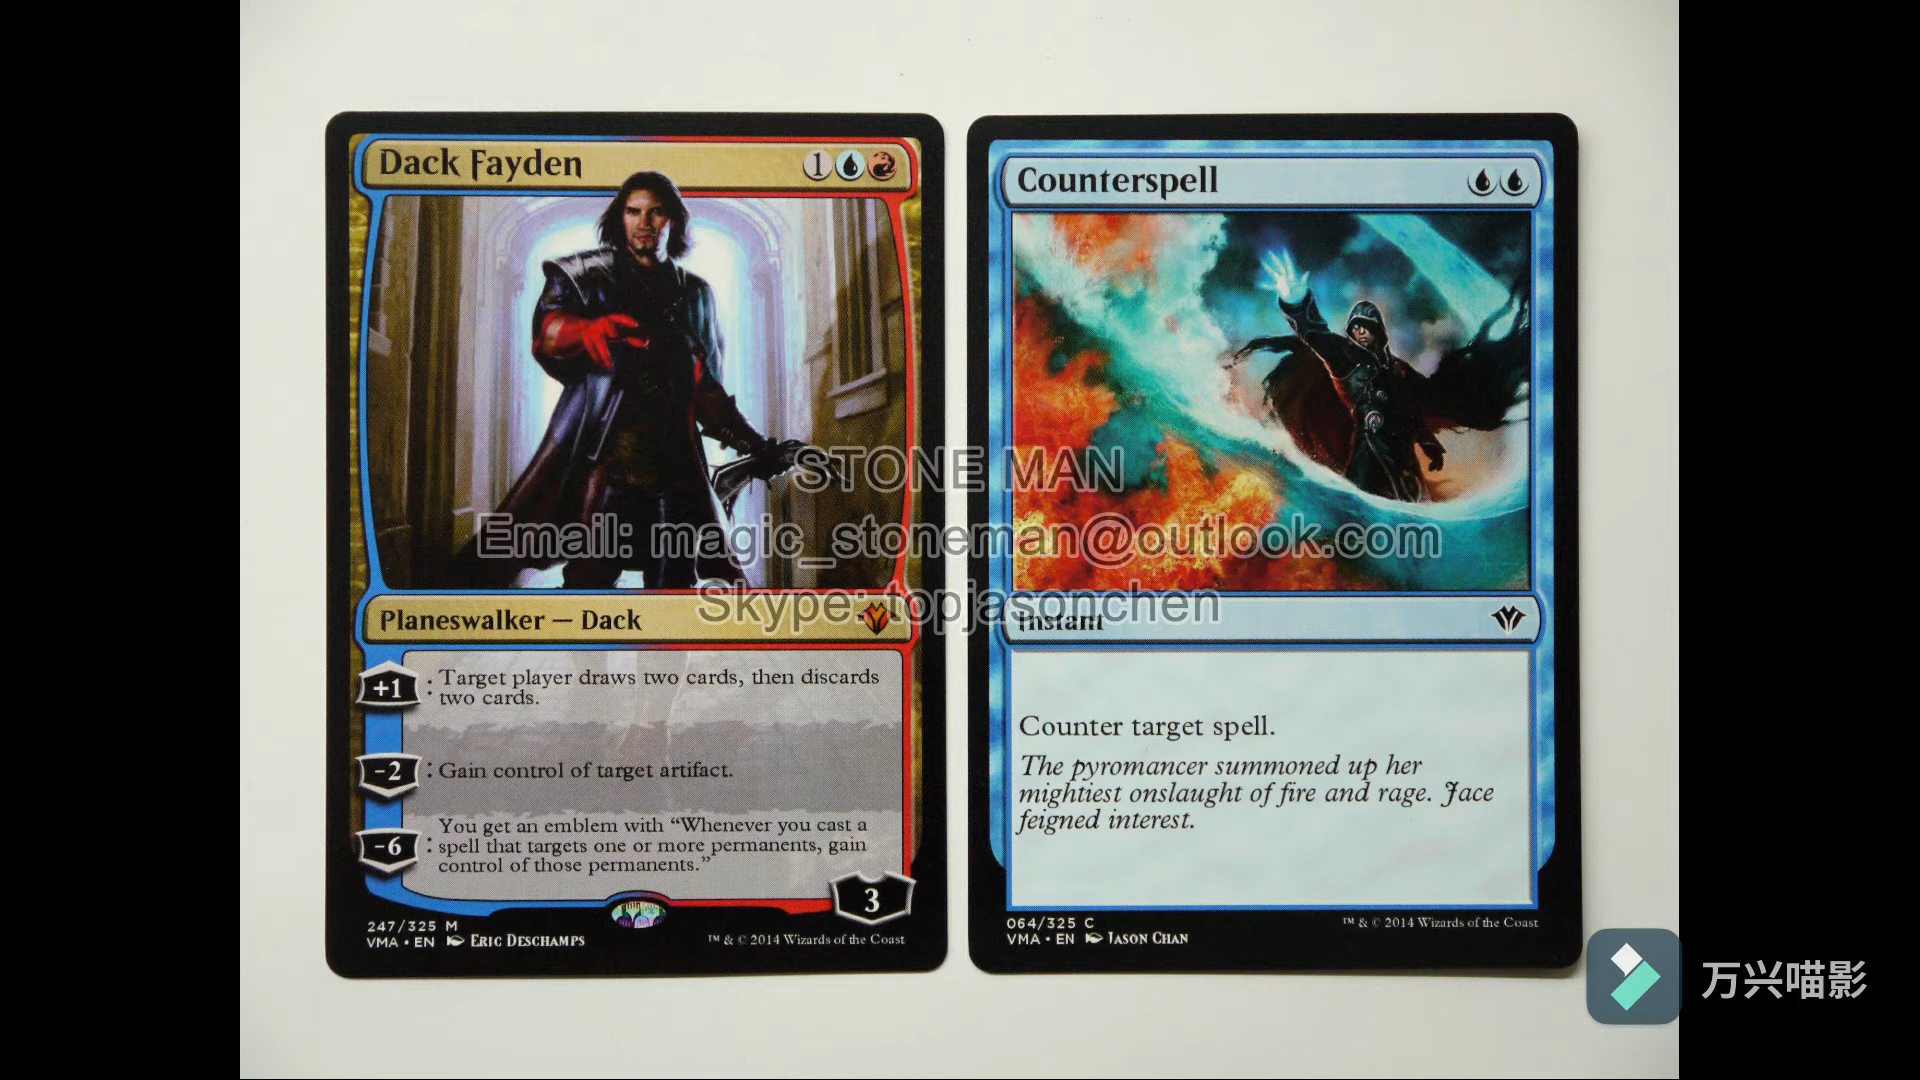 Dack Fayden
1
Planeswalker — Dack
+1 : Target player draws two cards, then discards
two cards.
-2 : Gain control of target artifact.
-6 : You get an emblem with “Whenever you cast a
spell that targets one or more permanents, gain
control of those permanents.”
3
247/325 M
VMA • EN Eric Deschamps
™ & © 2014 Wizards of the Coast
Counterspell
Instant
Counter target spell.
The pyromancer summoned up her
mightiest onslaught of fire and rage. Jace
feigned interest.
064/325 C
VMA • EN Jason Chan
™ & © 2014 Wizards of the Coast
STONE MAN
Email: magic_stoneman@outlook.com
Skype: topjasonchen
万兴喵影